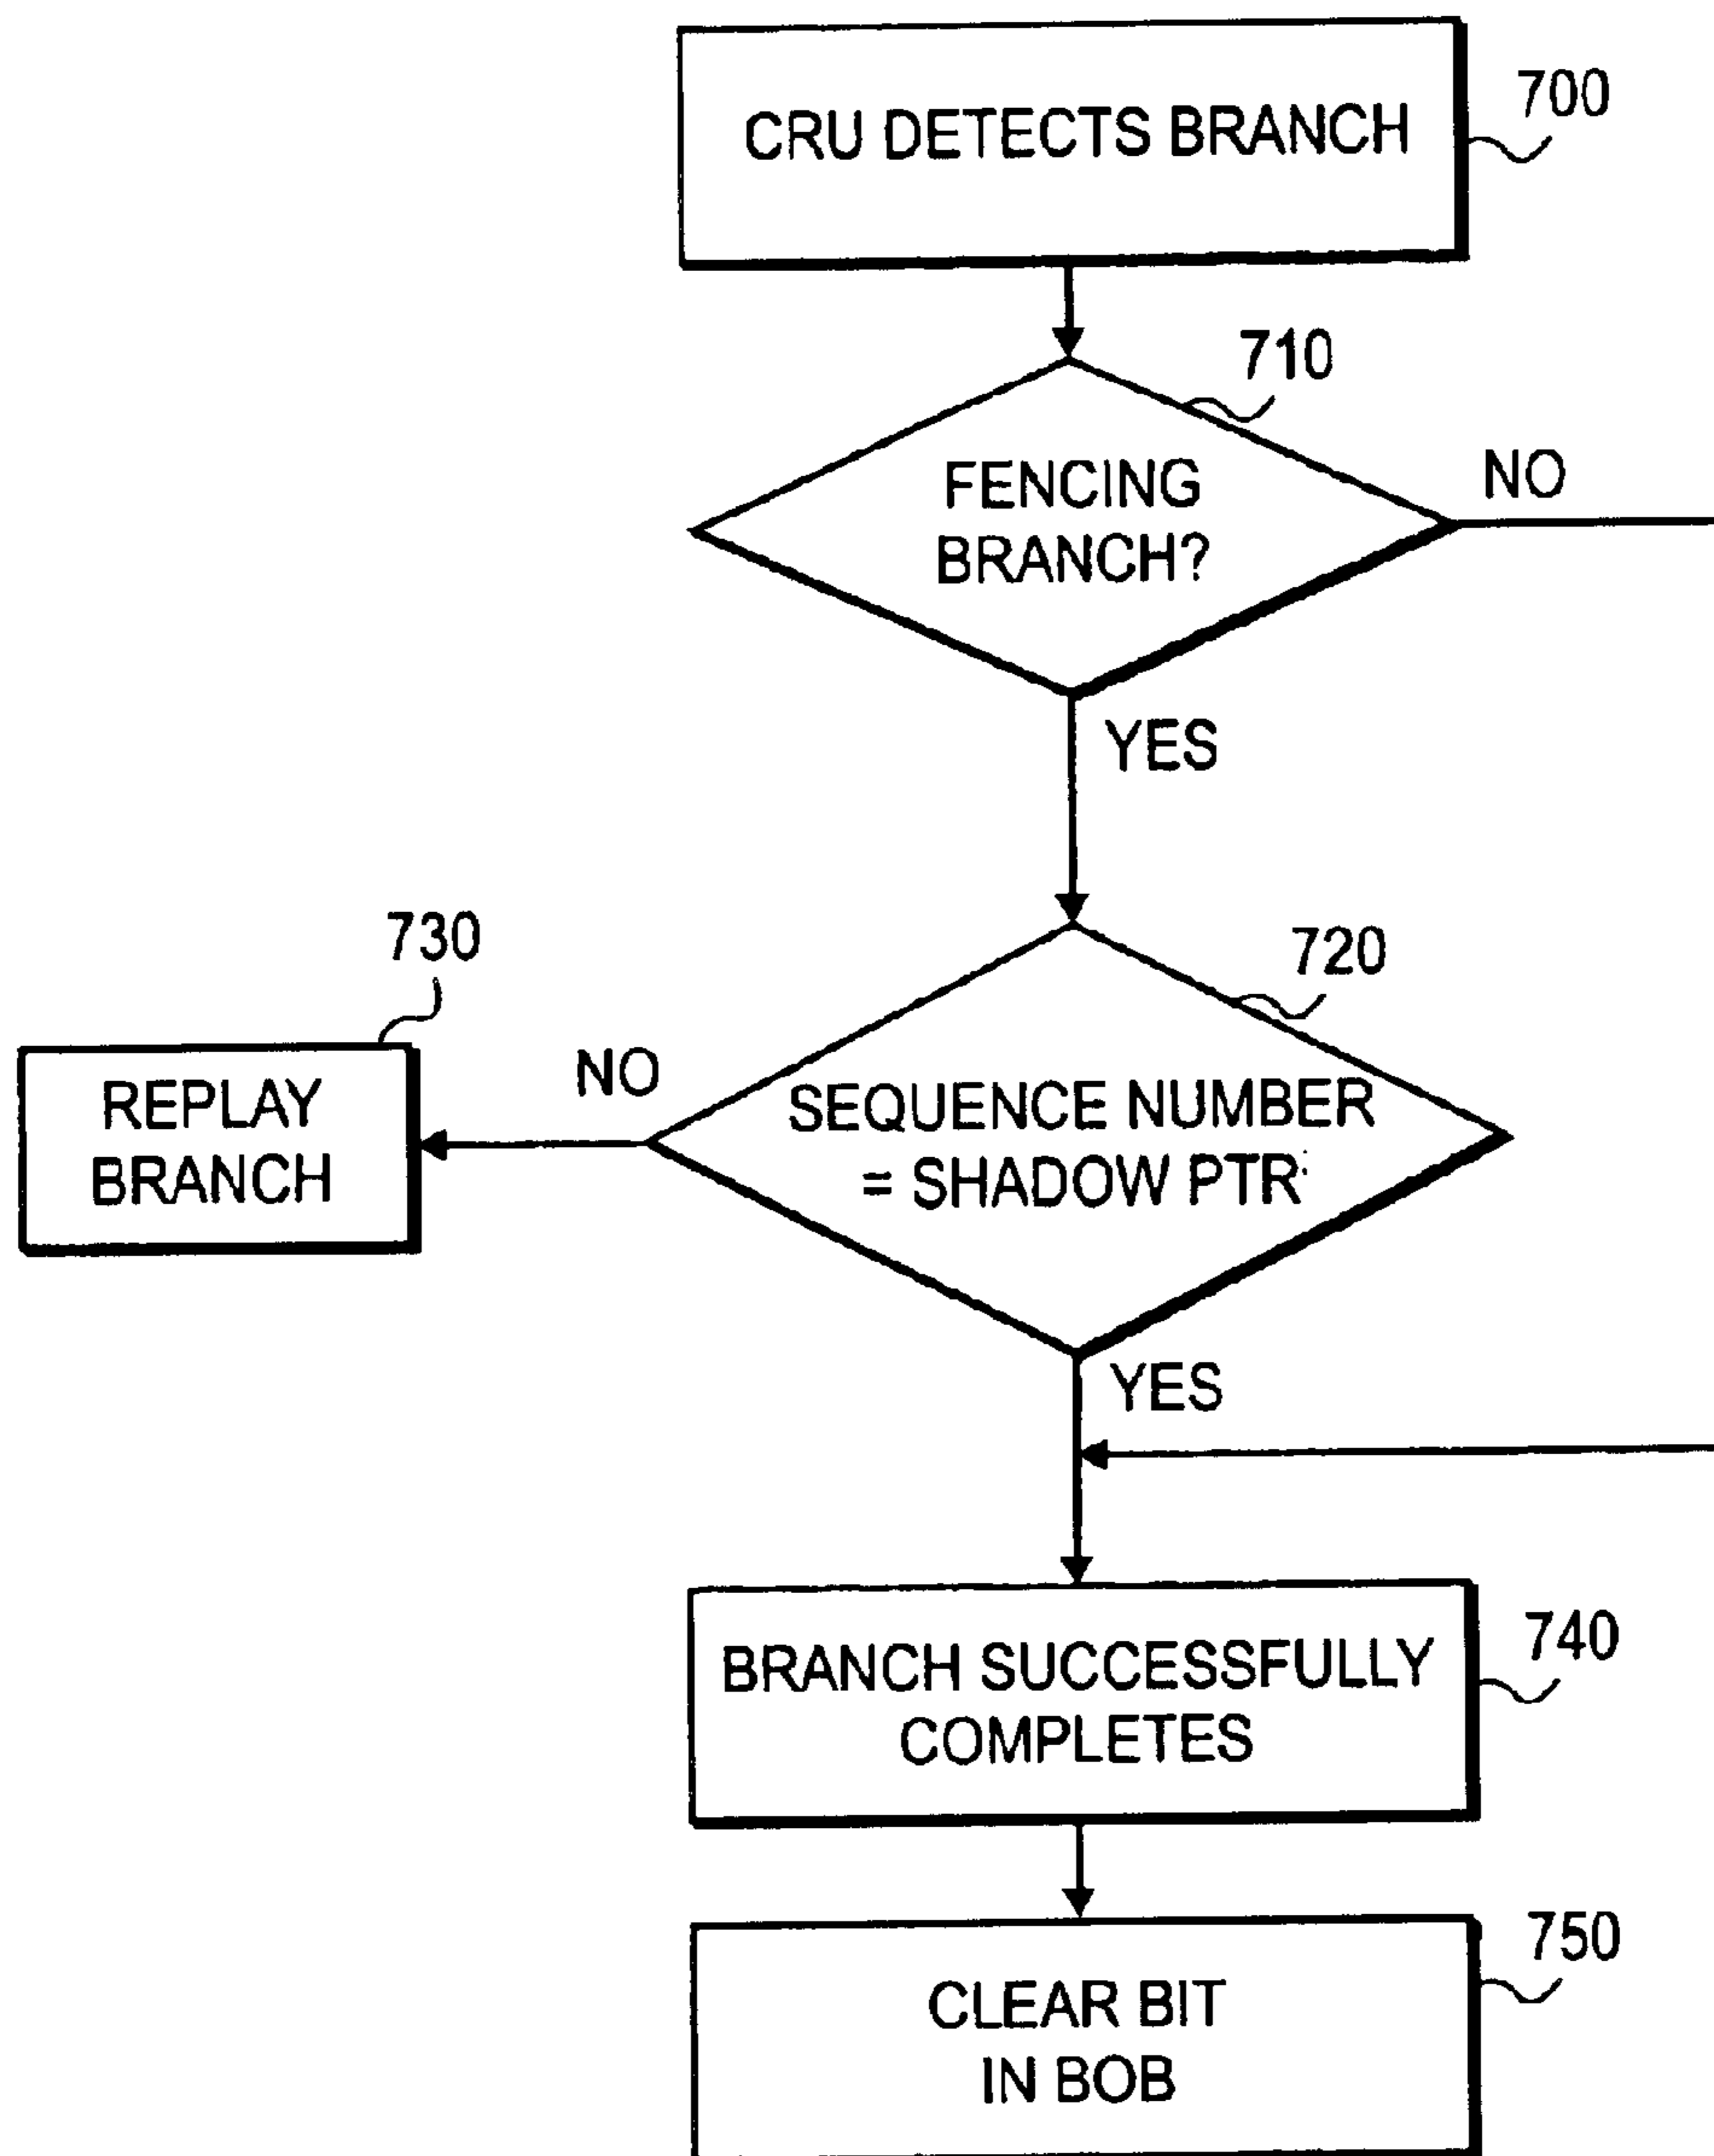 CRU DETECTS BRANCH
700
710
FENCING
BRANCH?
NO
YES
730
720
REPLAY
BRANCH
NO
SEQUENCE NUMBER
= SHADOW PTR
YES
BRANCH SUCCESSFULLY
COMPLETES
740
CLEAR BIT
IN BOB
750